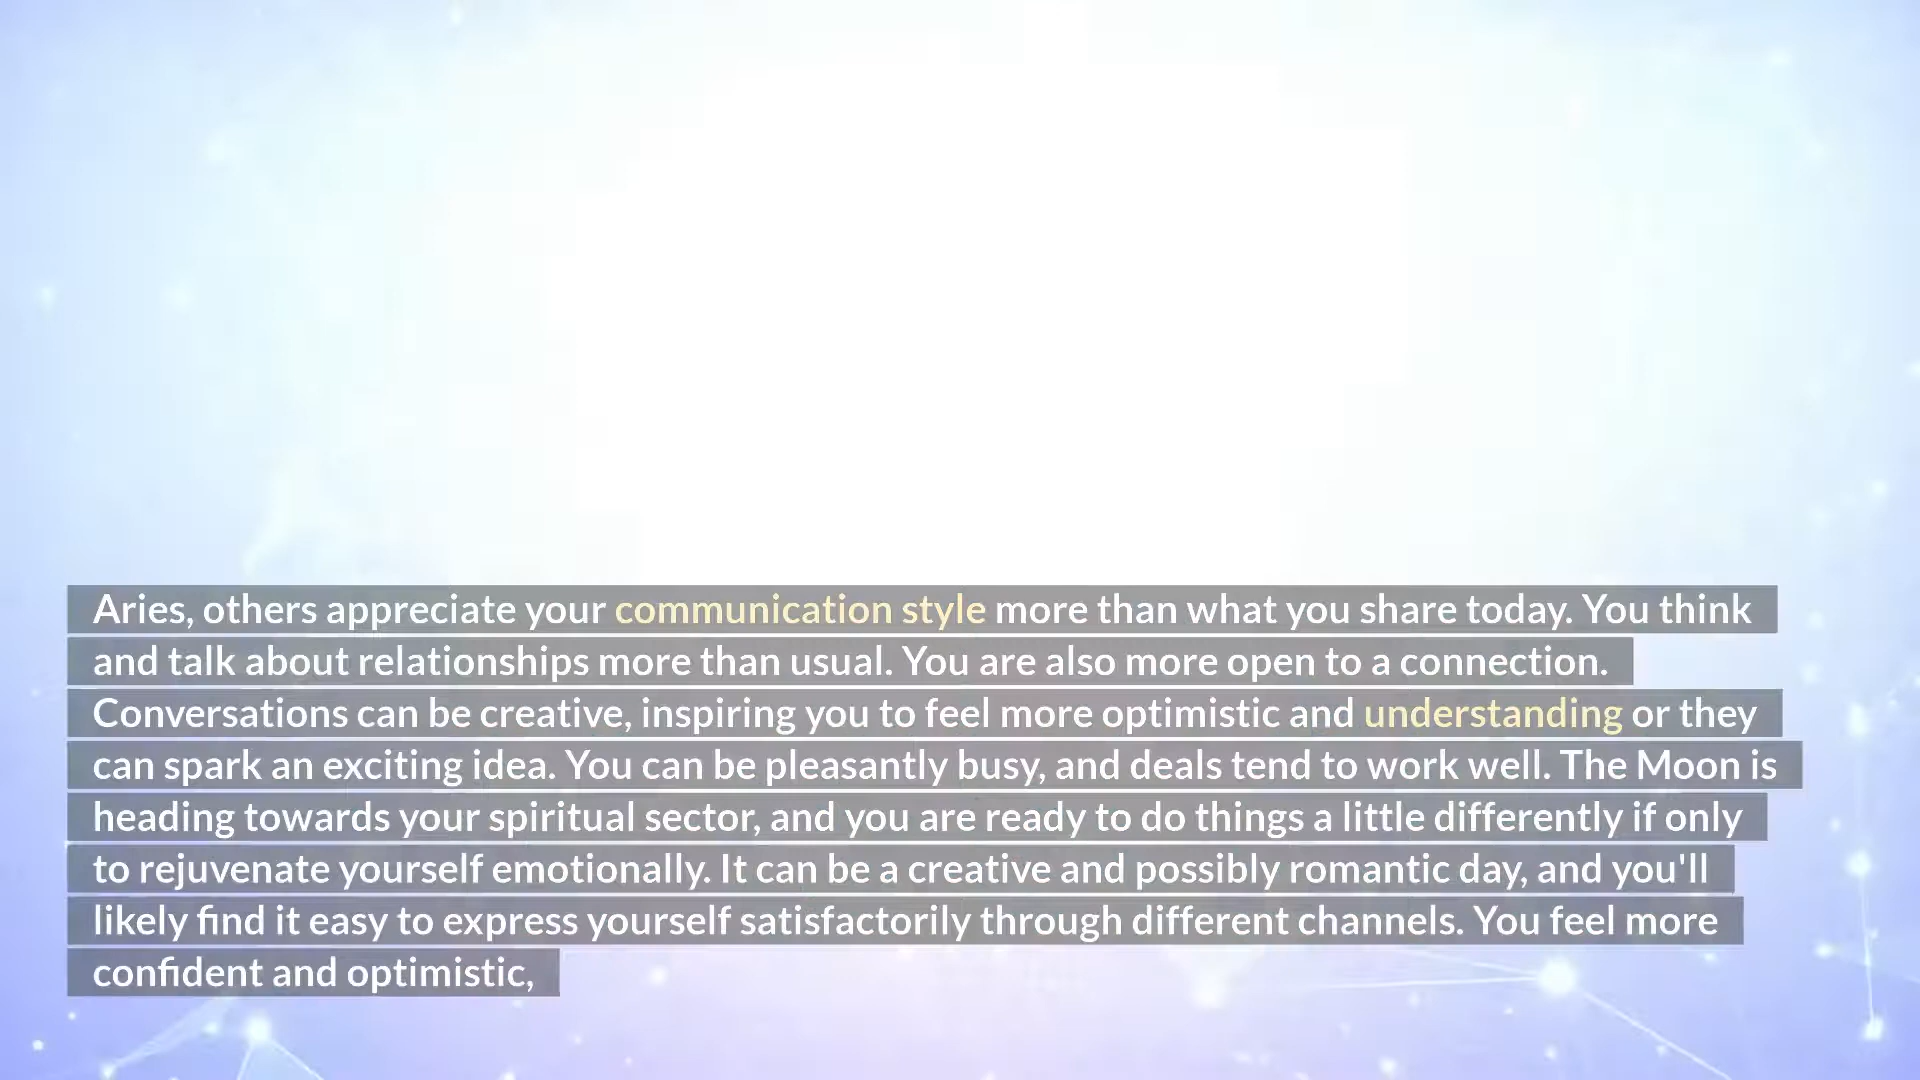 Aries, others appreciate your communication style more than what you share today. You think
and talk about relationships more than usual. You are also more open to a connection.
Conversations can be creative, inspiring you to feel more optimistic and understanding or they
can spark an exciting idea. You can be pleasantly busy, and deals tend to work well. The Moon is
heading towards your spiritual sector, and you are ready to do things a little differently if only
to rejuvenate yourself emotionally. It can be a creative and possibly romantic day, and you'll
likely find it easy to express yourself satisfactorily through different channels. You feel more
confident and optimistic,